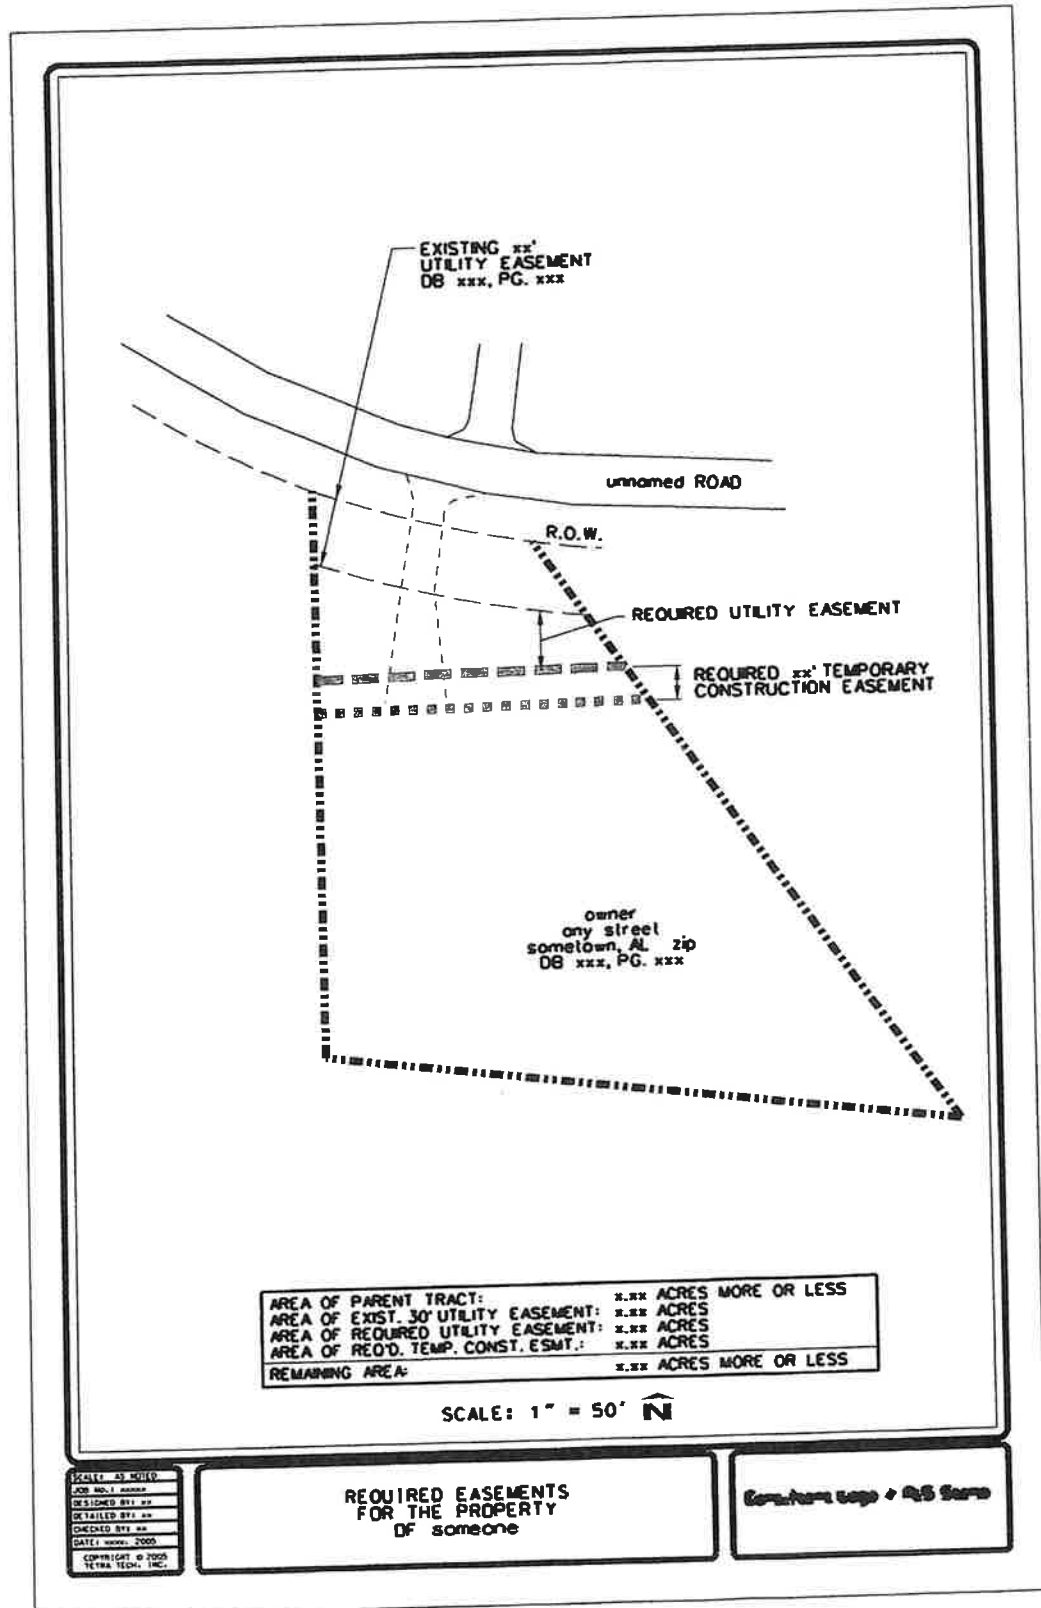 EXISTING xx'
UTILITY EASEMENT
DB xxx, PG. xxx
unnamed ROAD
R.O.W.
REQUIRED UTILITY EASEMENT
REQUIRED xx' TEMPORARY
CONSTRUCTION EASEMENT
owner
any street
sometown, AL zip
DB xxx, PG. xxx
AREA OF PARENT TRACT: x.xx ACRES MORE OR LESS
AREA OF EXIST. 30' UTILITY EASEMENT: x.xx ACRES
AREA OF REQUIRED UTILITY EASEMENT: x.xx ACRES
AREA OF REQ'D. TEMP. CONST. ESMT.: x.xx ACRES
REMAINING AREA: x.xx ACRES MORE OR LESS
SCALE: 1" = 50' N
SCALE: AS NOTED
JOB NO.: xxxxx
DESIGNED BY: xx
DETAILED BY: xx
CHECKED BY: xx
DATE: xxxx, 2005
COPYRIGHT © 2005
TETRA TECH, INC.
REQUIRED EASEMENTS
FOR THE PROPERTY
OF someone